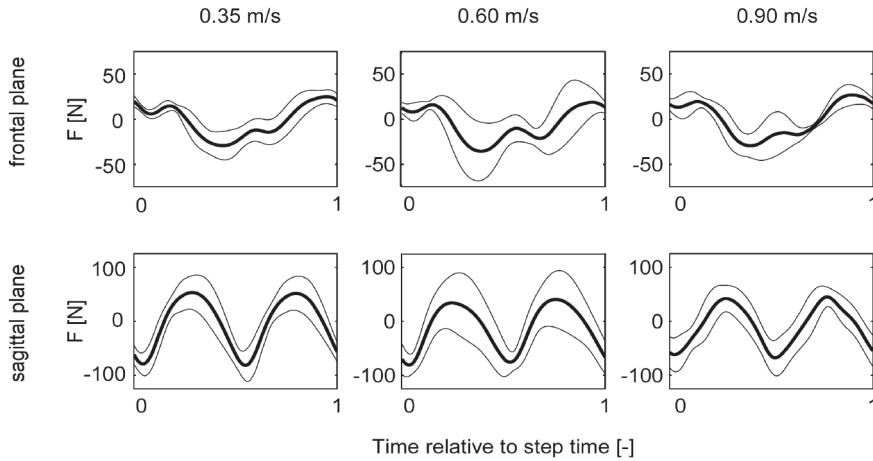 0.35 m/s 0.60 m/s 0.90 m/s
frontal plane
F [N]
50 50 50
0 0 0
-50 -50 -50
0 1 0 1 0 1
sagittal plane
F [N]
100 100 100
0 0 0
-100 -100 -100
0 1 0 1 0 1
Time relative to step time [-]